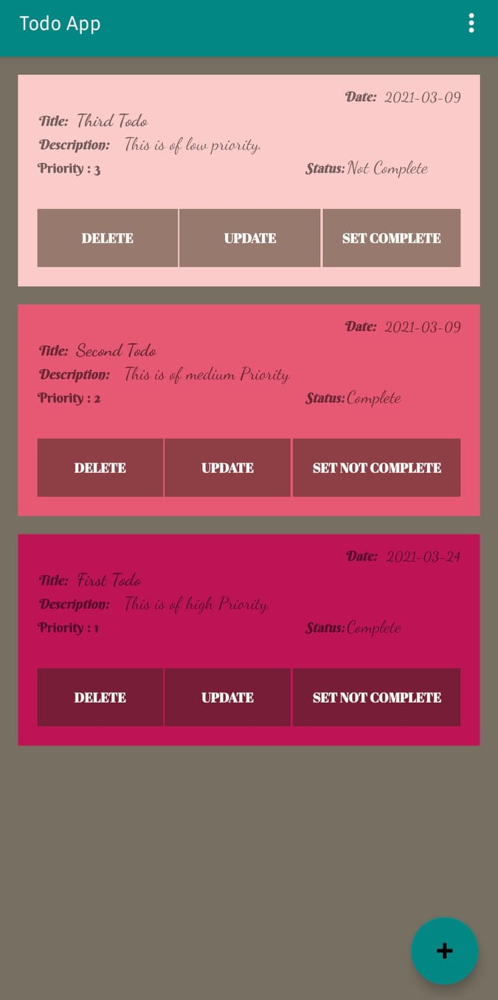 Todo App
Date: 2021-03-09
Title: Third Todo
Description: This is of low priority.
Priority : 3 Status: Not Complete
DELETE UPDATE SET COMPLETE
Date: 2021-03-09
Title: Second Todo
Description: This is of medium Priority
Priority : 2 Status: Complete
DELETE UPDATE SET NOT COMPLETE
Date: 2021-03-24
Title: First Todo
Description: This is of high Priority
Priority : 1 Status: Complete
DELETE UPDATE SET NOT COMPLETE
+